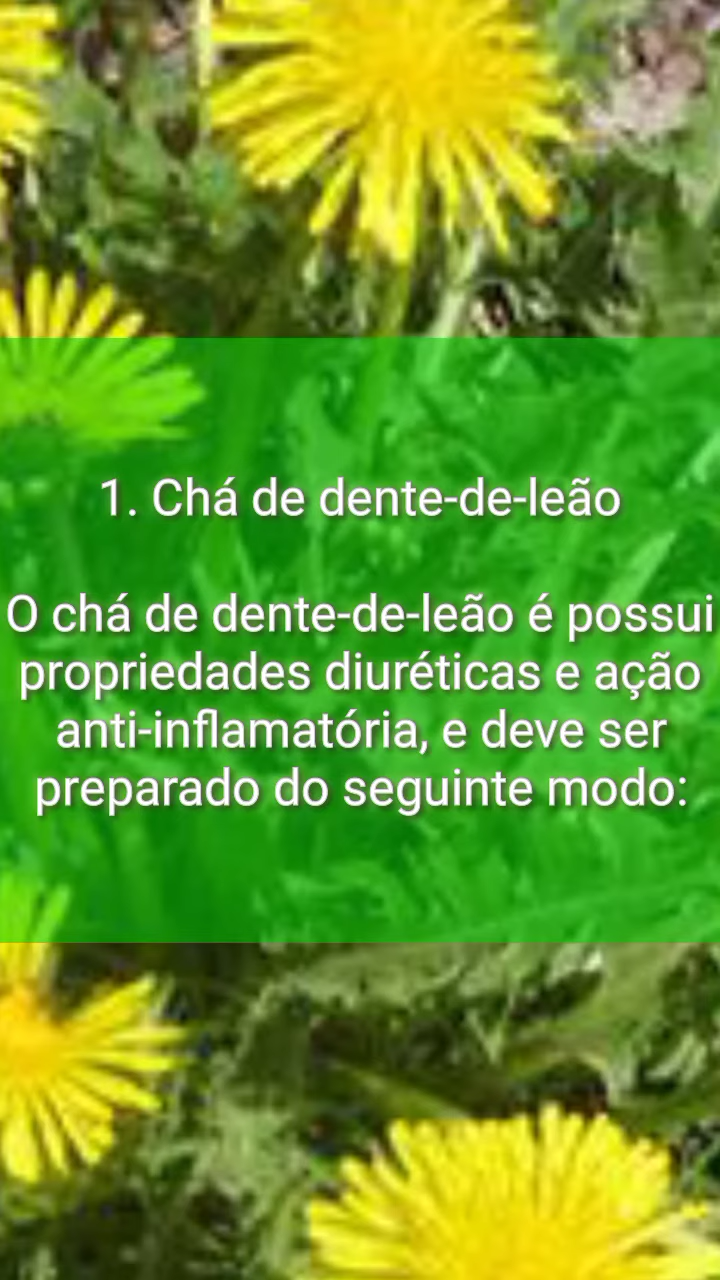 1. Chá de dente-de-leão
O chá de dente-de-leão é possui
propriedades diuréticas e ação
anti-inflamatória, e deve ser
preparado do seguinte modo: